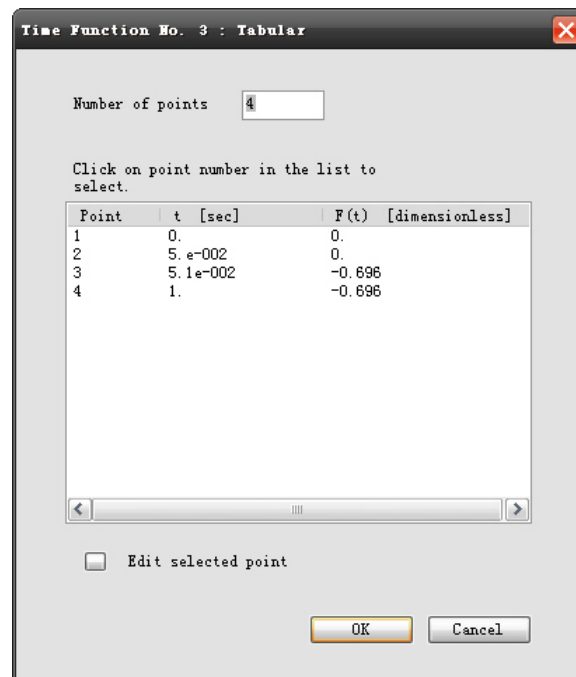 Time Function No. 3 : Tabular
Number of points 4
Click on point number in the list to
select.
Point t [sec] F(t) [dimensionless]
1 0. 0.
2 5.e-002 0.
3 5.1e-002 -0.696
4 1. -0.696
Edit selected point
OK Cancel